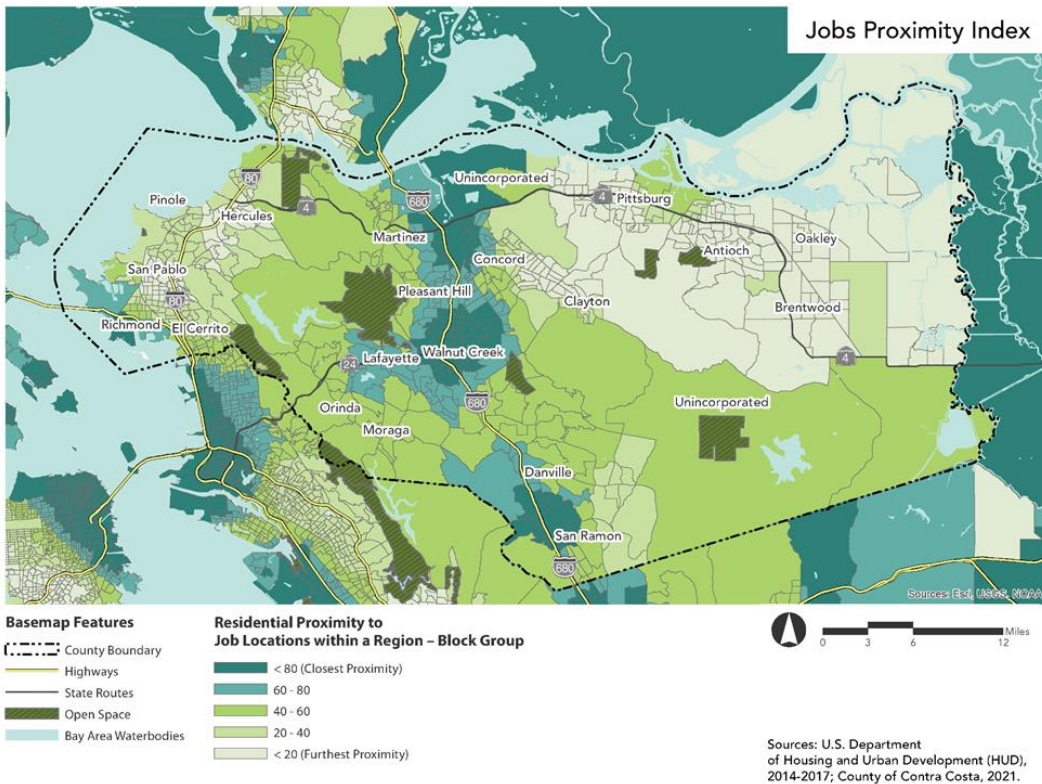 Jobs Proximity Index
80
Unincorporated
680
4
Pittsburg
Pinole
Hercules
4
Martinez
Oakley
Antioch
Concord
San Pablo
Pleasant Hill
80
Clayton
Brentwood
Richmond
El Cerrito
Lafayette
Walnut Creek
24
4
680
Unincorporated
Orinda
Moraga
Danville
San Ramon
680
Sources: Esri, USGS, NOAA
Basemap Features
County Boundary
Highways
State Routes
Open Space
Bay Area Waterbodies
Residential Proximity to
Job Locations within a Region – Block Group
< 80 (Closest Proximity)
60 - 80
40 - 60
20 - 40
< 20 (Furthest Proximity)
0 3 6 12 Miles
Sources: U.S. Department
of Housing and Urban Development (HUD),
2014-2017; County of Contra Costa, 2021.